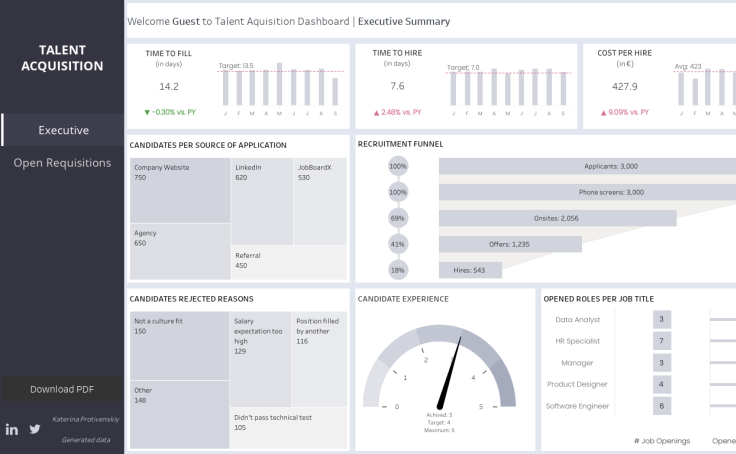 TALENT
ACQUISITION
Executive
Open Requisitions
Download PDF
Katerina Protivenskiy
Generated data
Welcome Guest to Talent Aquisition Dashboard | Executive Summary
TIME TO FILL
(in days)
14.2
▼ -0.30% vs. PY
Target: 13.5
J F M A M J J A S
TIME TO HIRE
(in days)
7.6
▲ 2.48% vs. PY
Target: 7.0
J F M A M J J A S
COST PER HIRE
(in €)
427.9
▲ 9.09% vs. PY
Avg: 423
J F M A M
CANDIDATES PER SOURCE OF APPLICATION
Company Website
750
Agency
650
LinkedIn
620
JobBoardX
530
Referral
450
RECRUITMENT FUNNEL
100% Applicants: 3,000
100% Phone screens: 3,000
69% Onsites: 2,056
41% Offers: 1,235
18% Hires: 543
CANDIDATES REJECTED REASONS
Not a culture fit
150
Other
148
Salary
expectation too
high
129
Position filled
by another
116
Didn't pass technical test
105
CANDIDATE EXPERIENCE
0
1
2
4
5
Achived: 3
Target: 4
Maximum: 5
OPENED ROLES PER JOB TITLE
Data Analyst 3
HR Specialist 7
Manager 3
Product Designer 4
Software Engineer 6
# Job Openings Opene